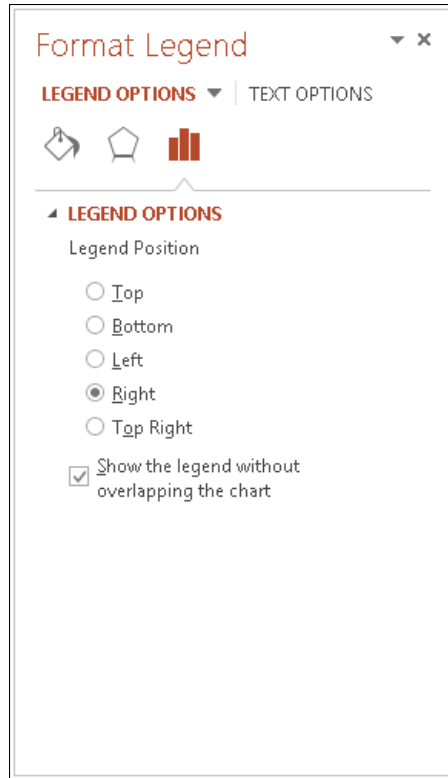 Format Legend
LEGEND OPTIONS TEXT OPTIONS
LEGEND OPTIONS
Legend Position
Top
Bottom
Left
Right
Top Right
Show the legend without
overlapping the chart